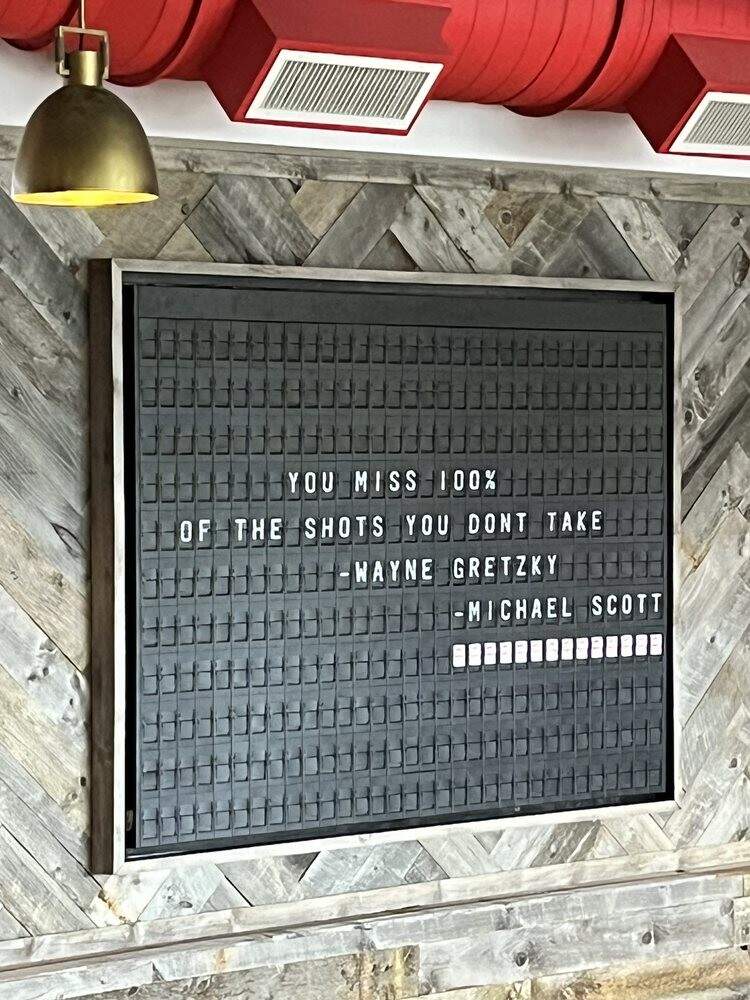 YOU MISS 100%
OF THE SHOTS YOU DONT TAKE
-WAYNE GRETZKY
-MICHAEL SCOTT